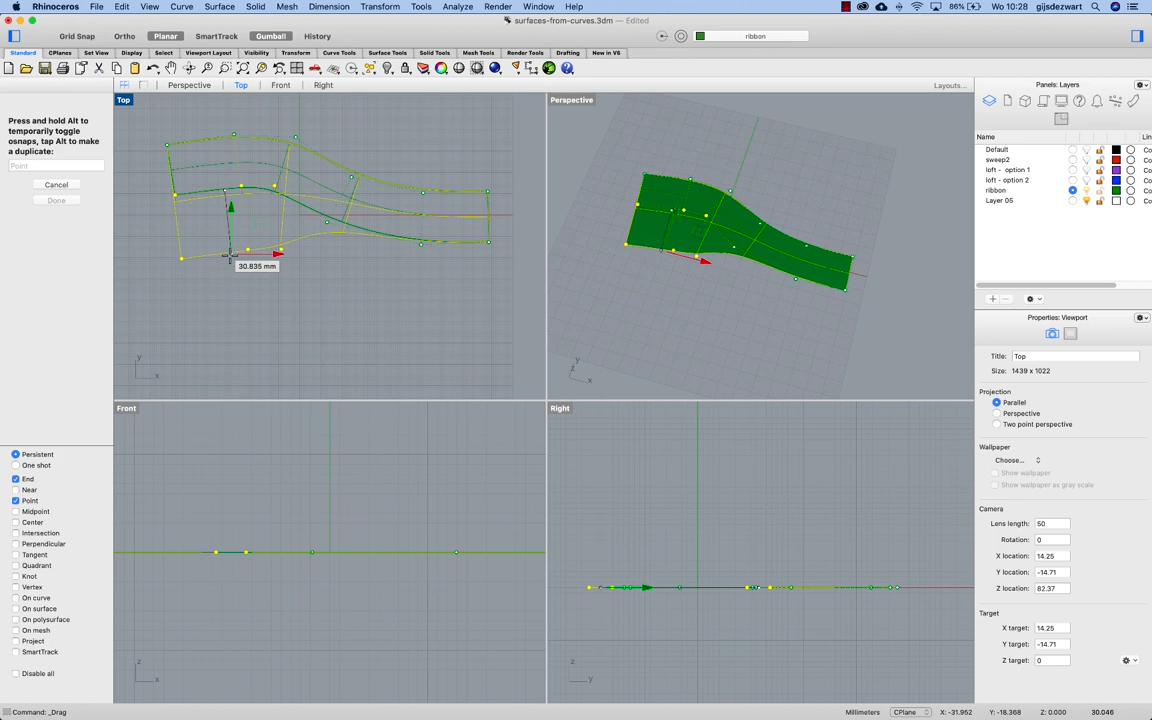 Rhinoceros File Edit View Curve Surface Solid Mesh Dimension Transform Tools Analyze Render Window Help 86% Wo 10:28 gijsdezwart
surfaces-from-curves.3dm — Edited
Grid Snap Ortho Planar SmartTrack Gumball History ribbon
Standard CPlanes Set View Display Select Viewport Layout Visibility Transform Curve Tools Surface Tools Solid Tools Mesh Tools Render Tools Drafting New in V6
Perspective Top Front Right Layouts... Panels: Layers
Press and hold Alt to
temporarily toggle
osnaps, tap Alt to make
a duplicate:
Point
Cancel
Done
Persistent
One shot
End
Near
Point
Midpoint
Center
Intersection
Perpendicular
Tangent
Quadrant
Knot
Vertex
On curve
On surface
On polysurface
On mesh
Project
SmartTrack
Disable all
Command: _Drag
Top
30.835 mm
y
x
Perspective
y
z
x
Front
z
x
Right
z
y
Name Lin
Default Co
sweep2 Co
loft - option 1 Co
loft - option 2 Co
ribbon Co
Layer 05 Co
Properties: Viewport
Title: Top
Size: 1439 x 1022
Projection
Parallel
Perspective
Two point perspective
Wallpaper
Choose...
Show wallpaper
Show wallpaper as gray scale
Camera
Lens length: 50
Rotation: 0
X location: 14.25
Y location: -14.71
Z location: 82.37
Target
X target: 14.25
Y target: -14.71
Z target: 0
Millimeters CPlane X: -31.952 Y: -18.368 Z: 0.000 30.046